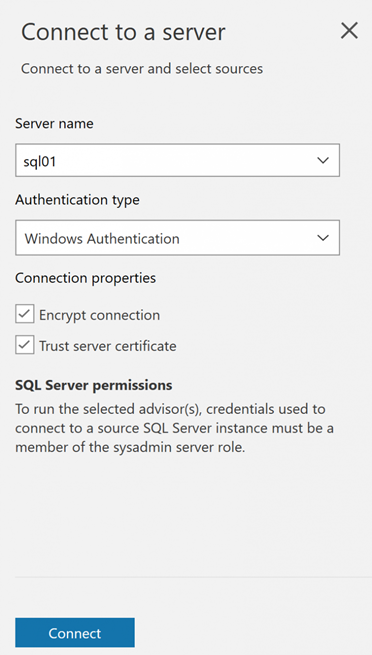 Connect to a server
Connect to a server and select sources
Server name
sql01
Authentication type
Windows Authentication
Connection properties
Encrypt connection
Trust server certificate
SQL Server permissions
To run the selected advisor(s), credentials used to
connect to a source SQL Server instance must be a
member of the sysadmin server role.
Connect